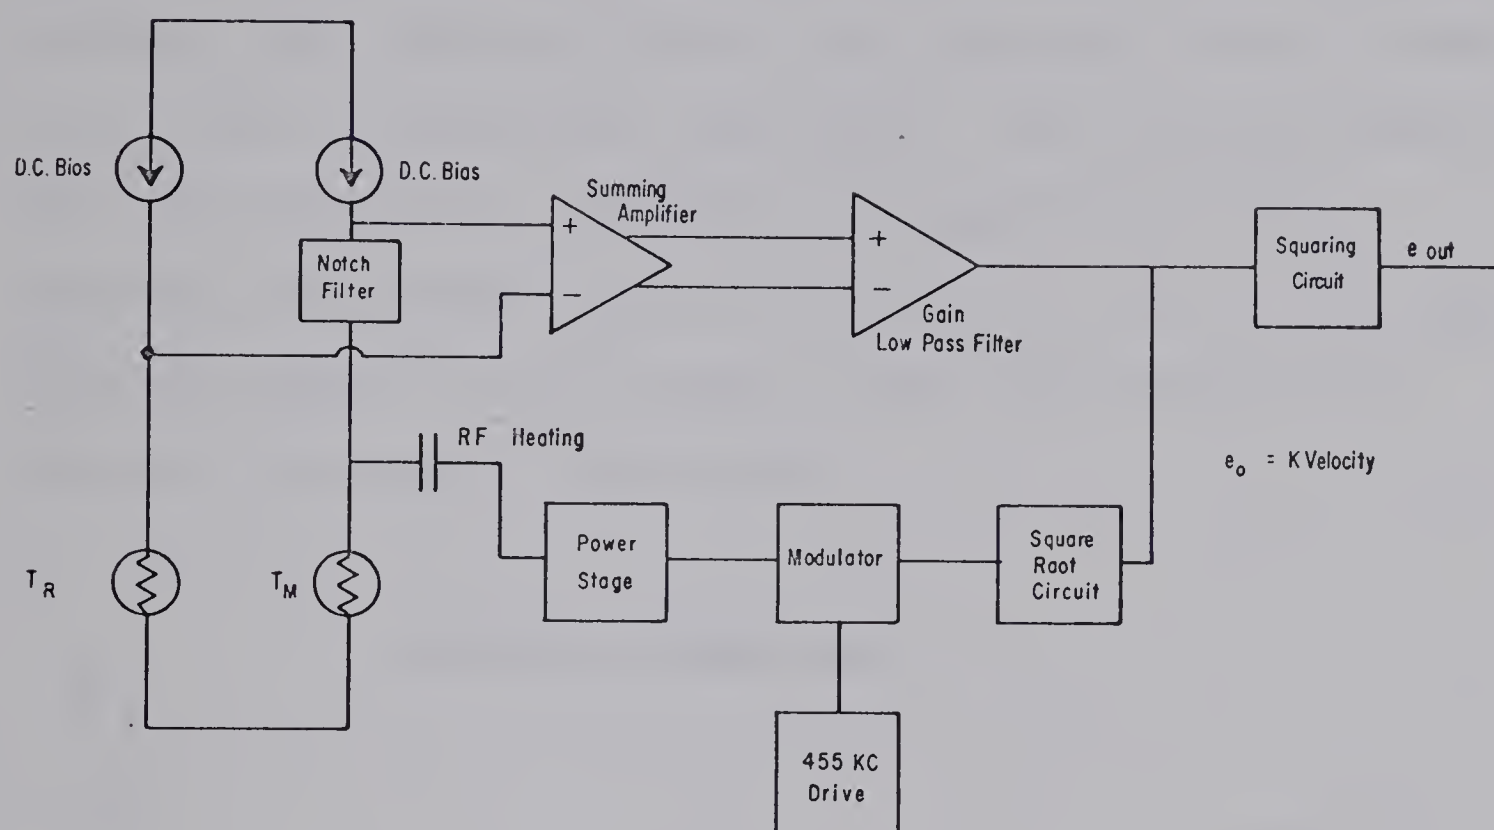 D.C. Bios
D.C. Bias
Summing
Amplifier
+
−
Notch
Filter
+
−
Gain
Low Pass Filter
Squaring
Circuit
e out
RF Heating
e₀ = K Velocity
T R
T M
Power
Stage
Modulator
Square
Root
Circuit
455 KC
Drive